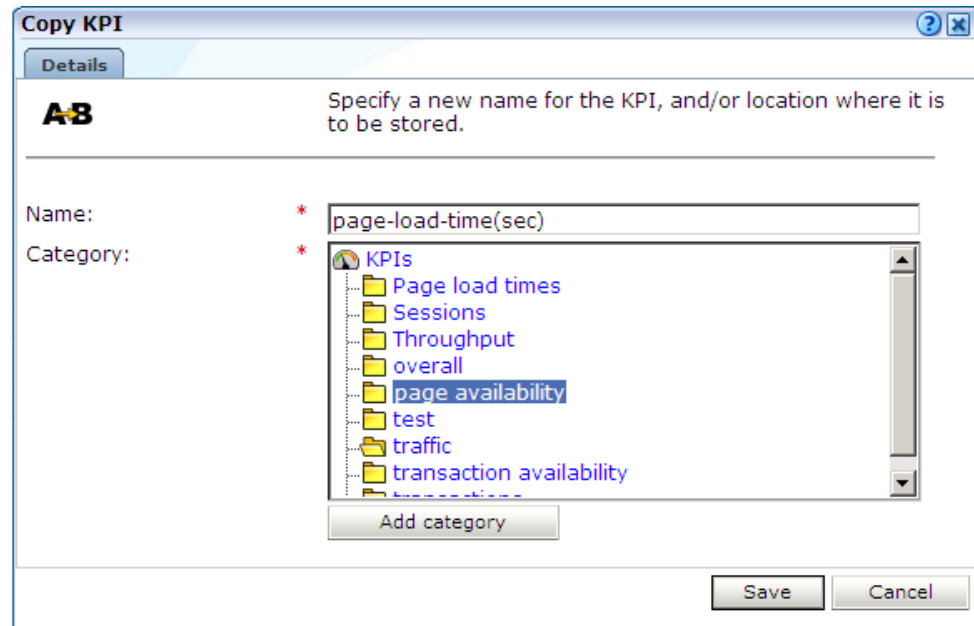 Copy KPI
Details
A B
Specify a new name for the KPI, and/or location where it is
to be stored.
Name: * page-load-time(sec)
Category: *
KPIs
Page load times
Sessions
Throughput
overall
page availability
test
traffic
transaction availability
transactions
Add category
Save Cancel